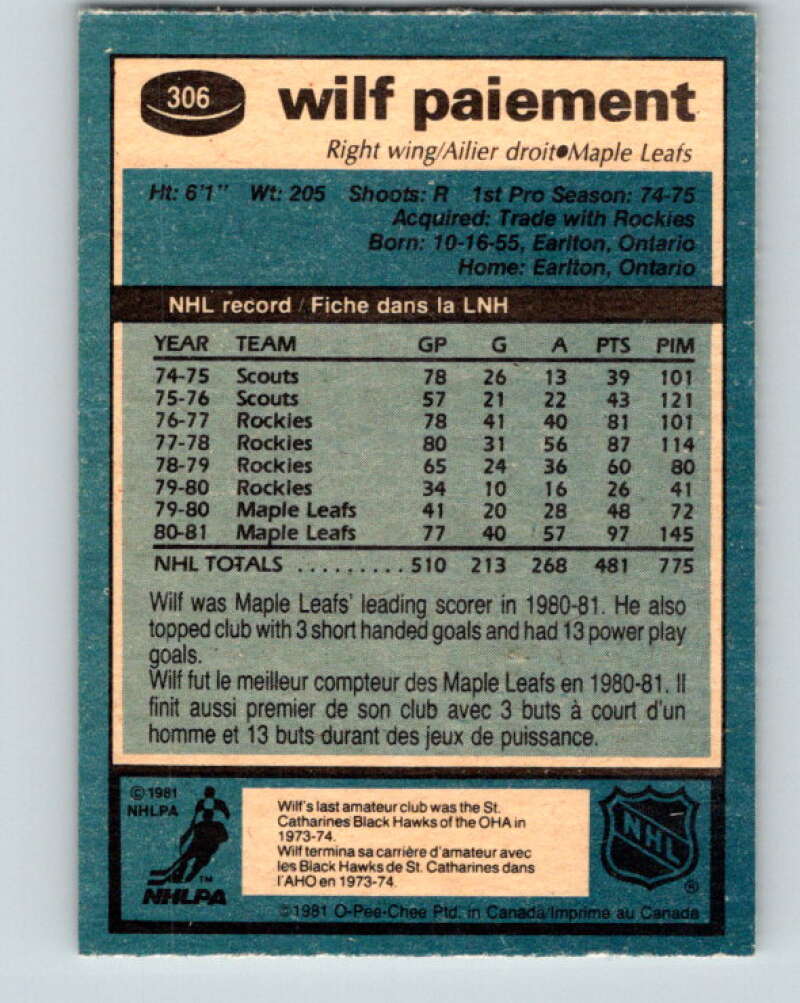 306
wilf paiement
Right wing/Ailier droit●Maple Leafs
Ht: 6'1" Wt: 205 Shoots: R 1st Pro Season: 74-75
Acquired: Trade with Rockies
Born: 10-16-55, Earlton, Ontario
Home: Earlton, Ontario
NHL record / Fiche dans la LNH
YEAR TEAM GP G A PTS PIM
74-75 Scouts 78 26 13 39 101
75-76 Scouts 57 21 22 43 121
76-77 Rockies 78 41 40 81 101
77-78 Rockies 80 31 56 87 114
78-79 Rockies 65 24 36 60 80
79-80 Rockies 34 10 16 26 41
79-80 Maple Leafs 41 20 28 48 72
80-81 Maple Leafs 77 40 57 97 145
NHL TOTALS .......... 510 213 268 481 775
Wilf was Maple Leafs' leading scorer in 1980-81. He also
topped club with 3 short handed goals and had 13 power play
goals.
Wilf fut le meilleur compteur des Maple Leafs en 1980-81. Il
finit aussi premier de son club avec 3 buts à court d'un
homme et 13 buts durant des jeux de puissance.
© 1981
NHLPA
TM
NHLPA
Wilf's last amateur club was the St.
Catharines Black Hawks of the OHA in
1973-74.
Wilf termina sa carrière d'amateur avec
les Black Hawks de St. Catharines dans
l'AHO en 1973-74.
NHL
®
©1981 O-Pee-Chee Ptd. in Canada/Imprime au Canada